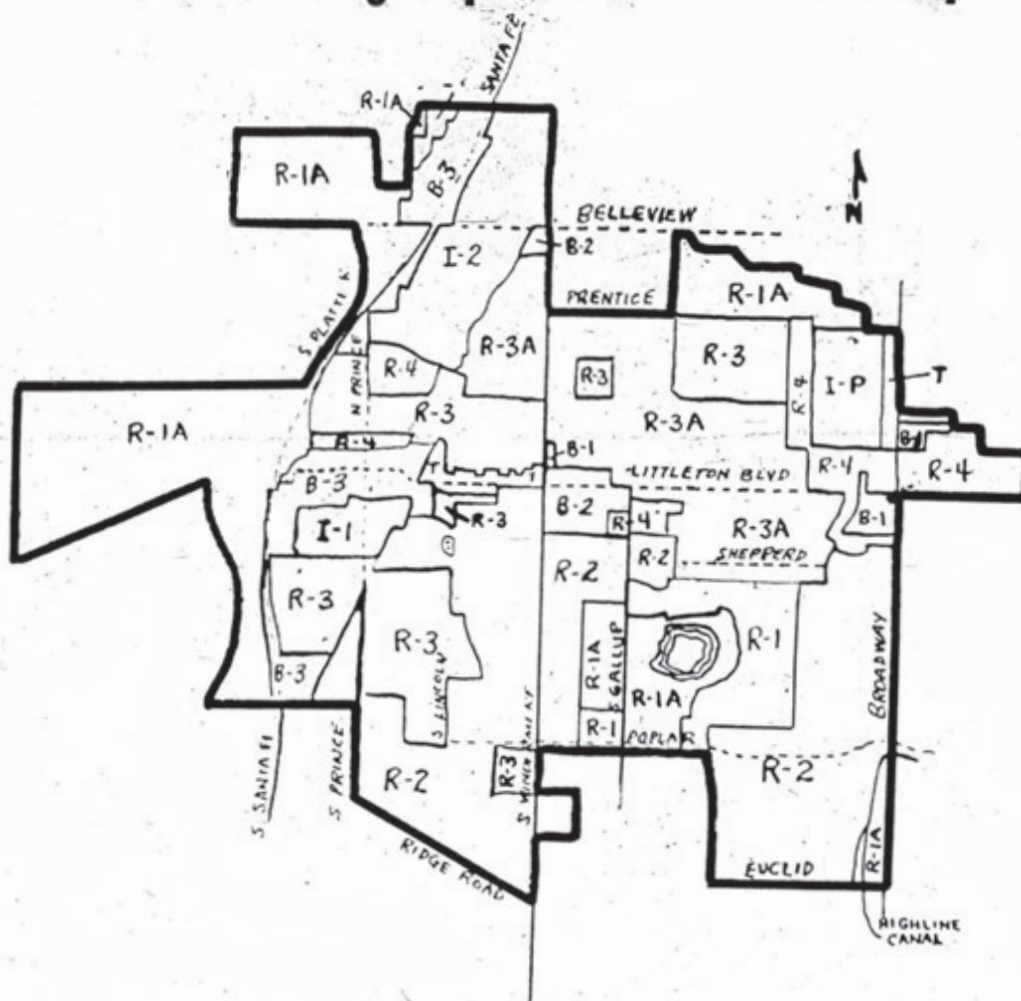 SANTA FE
R-1A
R-1A
B-3
N
BELLEVIEW
I-2
B-2
R-1A
PRENTICE
S PLATTE R.
N PRINCE
R-3A
R-3
R-4
R-3
R-4
I-P
T
R-1A
R-3
R-3A
R-4
B-1
B-1
R-4
R-4
T
T
LITTLETON BLVD
B-3
R-3
B-2
R-4
R-3A
B-1
I-1
SHEPPERD
R-2
R-2
R-3
R-3
R-1A
S GALLUP
R-1
R-1A
BROADWAY
B-3
S LINCOLN
R-1
POPLAR
S SANTA FE
S PRINCE
R-2
R-3
R-2
RIDGE ROAD
EUCLID
R-1A
HIGHLINE
CANAL